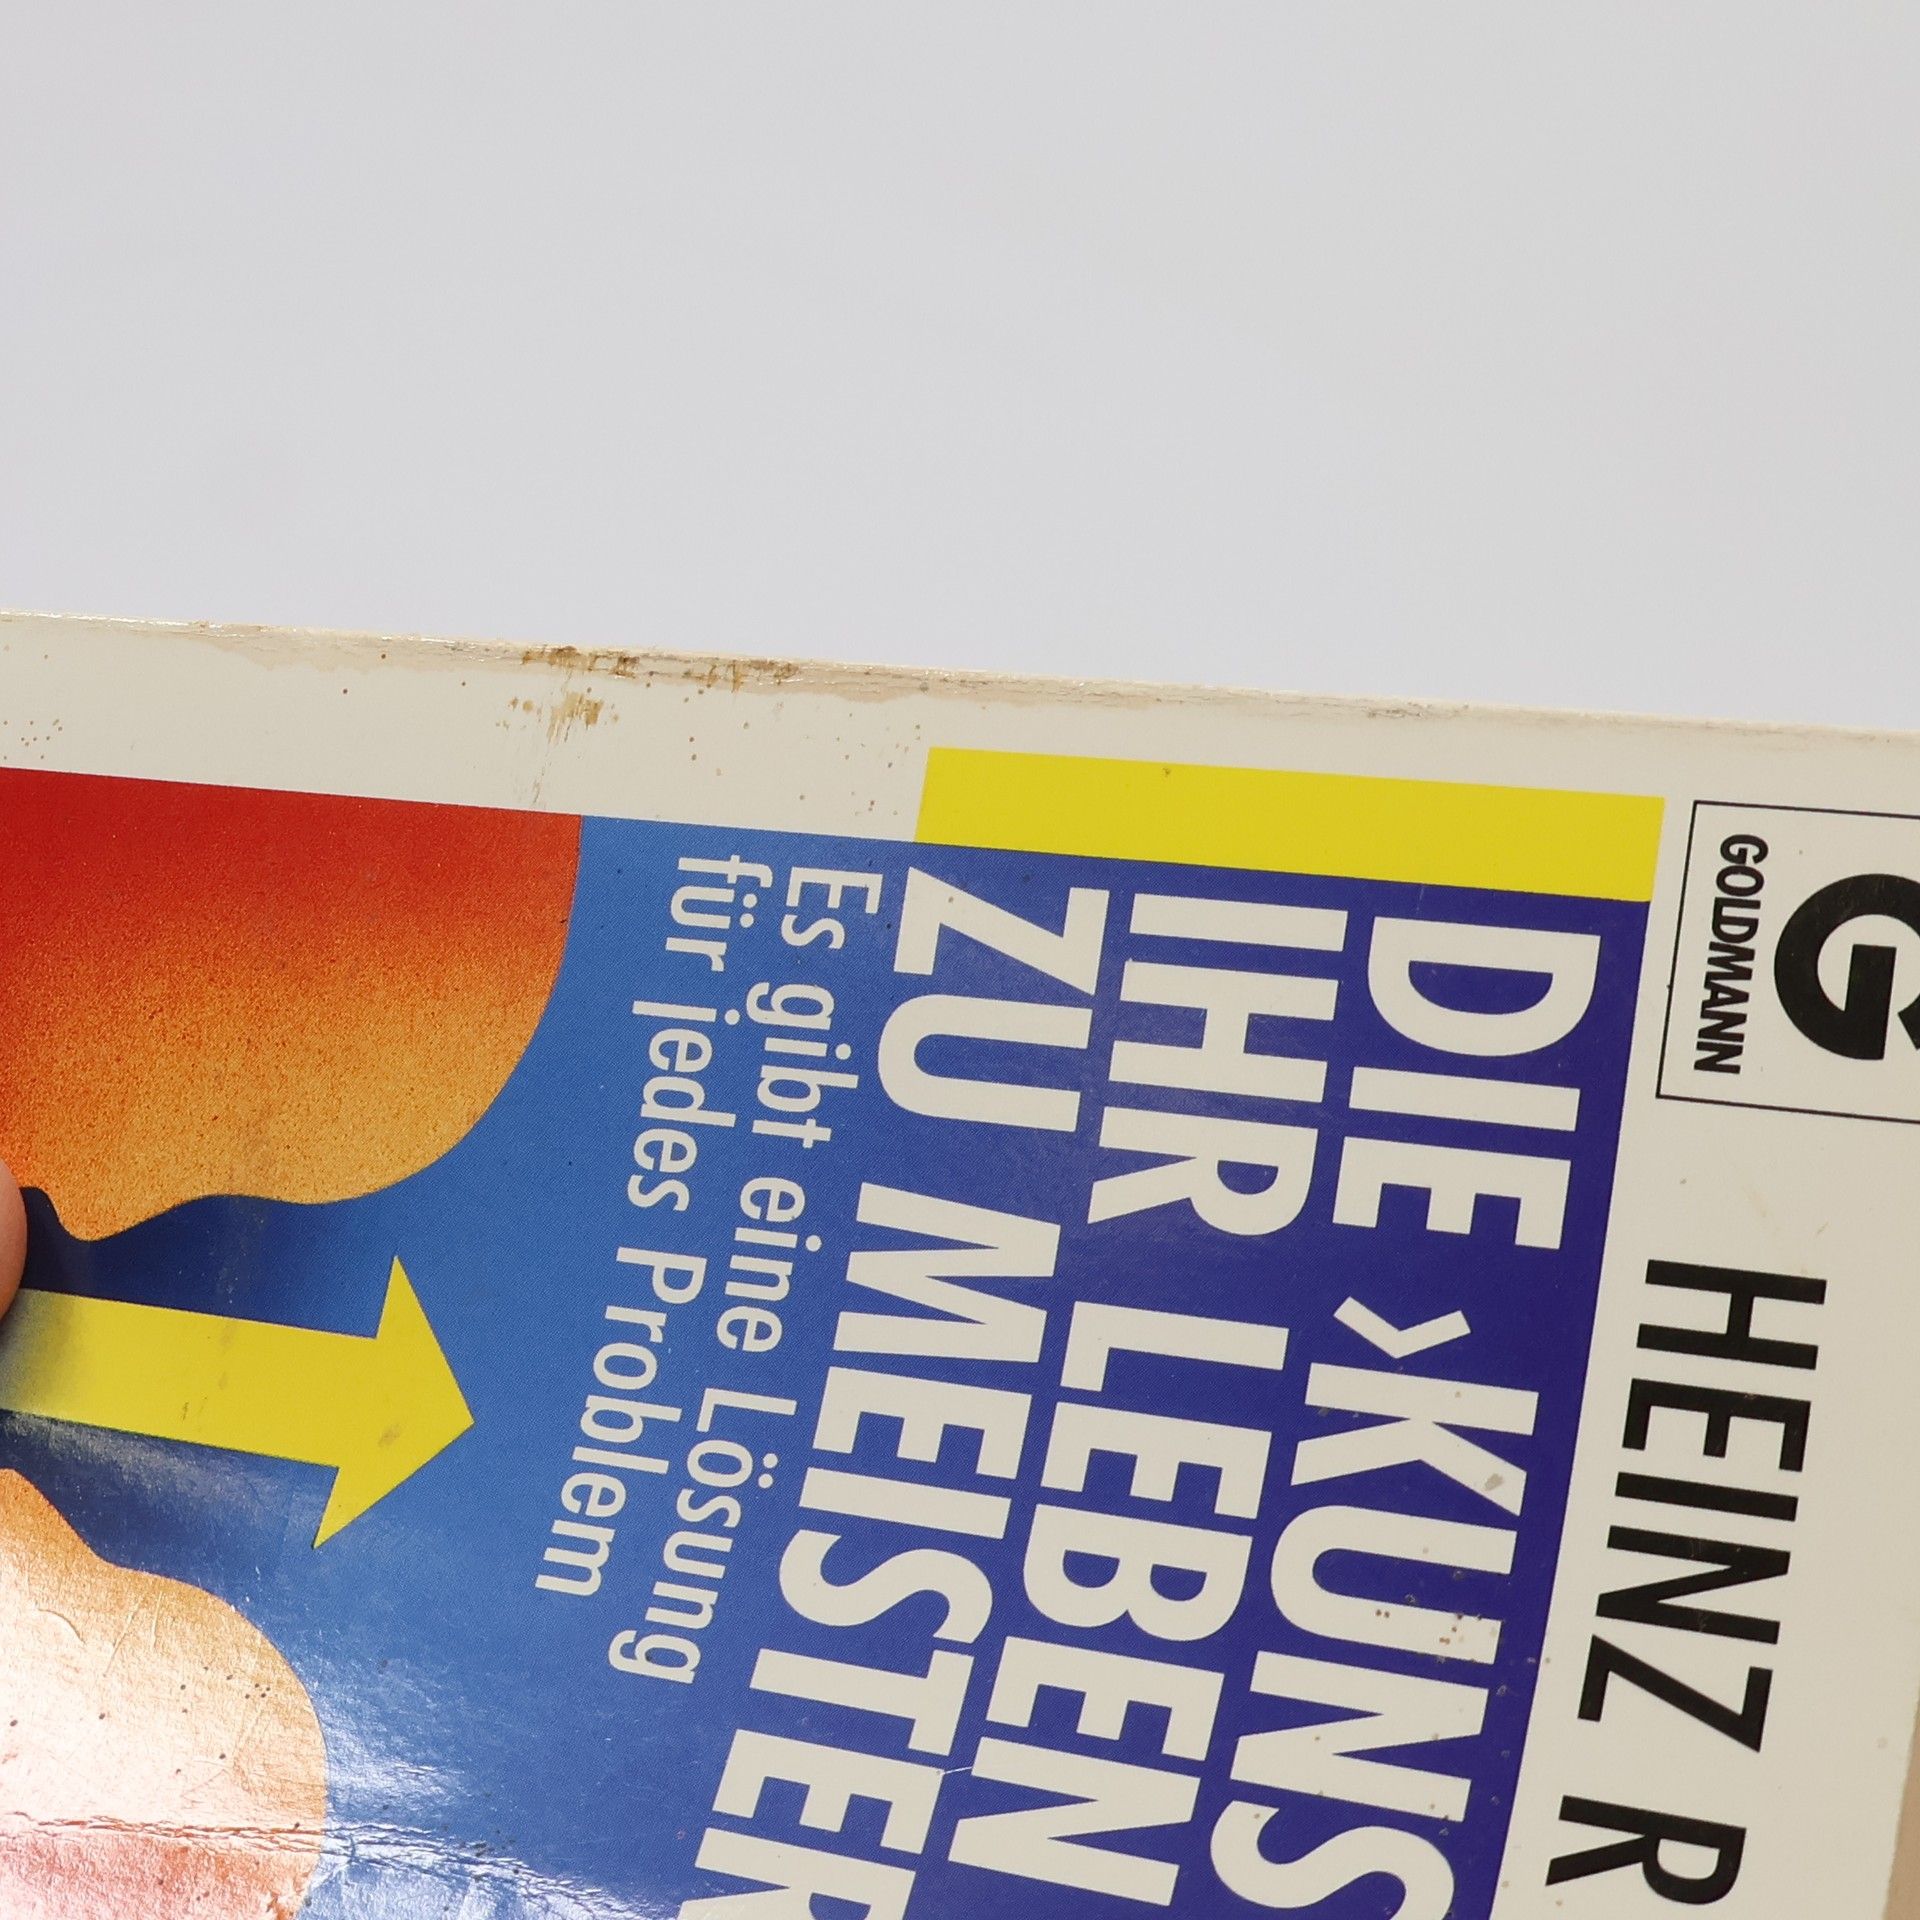 G
GOLDMANN
HEINZ R
DIE ›KUNS
IHR LEBEN
ZU MEISTER
Es gibt eine Lösung
für jedes Problem